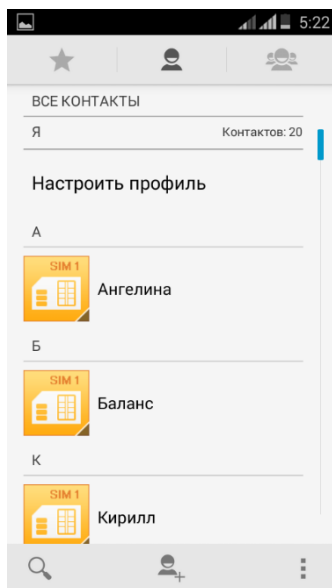 5:22
ВСЕ КОНТАКТЫ
Я Контактов: 20
Настроить профиль
А
SIM 1
Ангелина
Б
SIM 1
Баланс
К
SIM 1
Кирилл